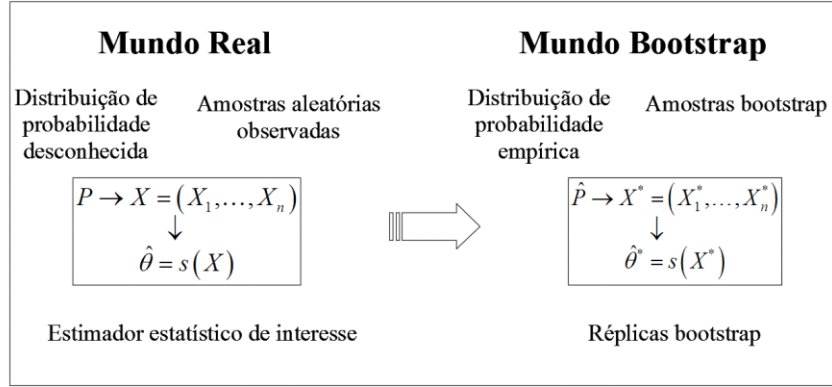 Mundo Real
Distribuição de
probabilidade
desconhecida
Amostras aleatórias
observadas
P → X = (X₁,…,Xₙ)
↓
θ̂ = s(X)
Estimador estatístico de interesse
Mundo Bootstrap
Distribuição de
probabilidade
empírica
Amostras bootstrap
P̂ → X* = (X₁*,…,Xₙ*)
↓
θ̂* = s(X*)
Réplicas bootstrap